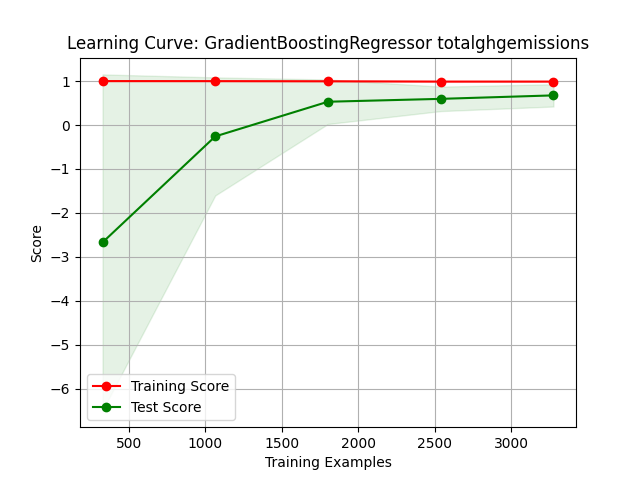 Learning Curve: GradientBoostingRegressor totalghgemissions
Score
1
0
−1
−2
−3
−4
−5
−6
Training Score
Test Score
500
1000
1500
2000
2500
3000
Training Examples